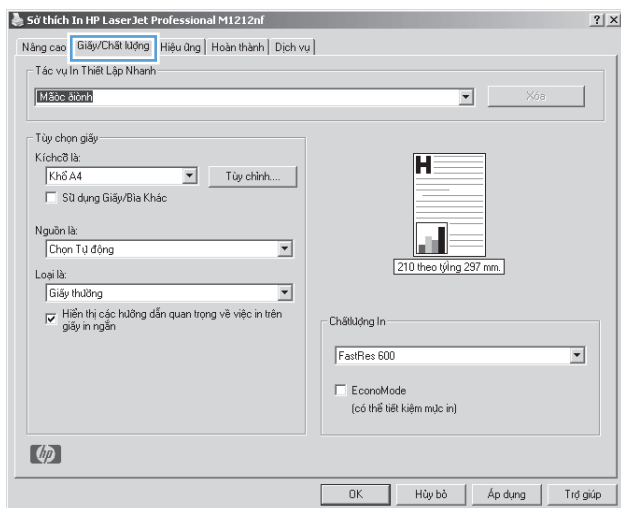 Sở thích In HP LaserJet Professional M1212nf
Nâng cao Giấy/Chất lượng Hiệu ứng Hoàn thành Dịch vụ
Tác vụ In Thiết Lập Nhanh
Mãòc ðiònh
Xóa
Tùy chọn giấy
Kíchcỡ là:
Khổ A4
Tùy chỉnh....
Sử dụng Giấy/Bìa Khác
Nguồn là:
Chọn Tự động
Loại là:
Giấy thường
Hiển thị các hướng dẫn quan trọng về việc in trên
giấy in ngắn
H
210 theo týìng 297 mm.
Chấtlượng In
FastRes 600
EconoMode
(có thể tiết kiệm mực in)
hp
OK Hủy bỏ Áp dụng Trợ giúp